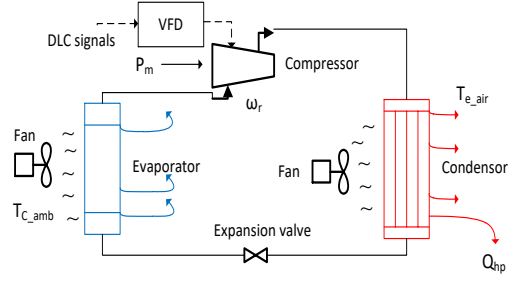 VFD
DLC signals
P_m
Compressor
ω_r
T_e_air
Fan
Evaporator
Fan
Condensor
T_C_amb
Expansion valve
Q_hp